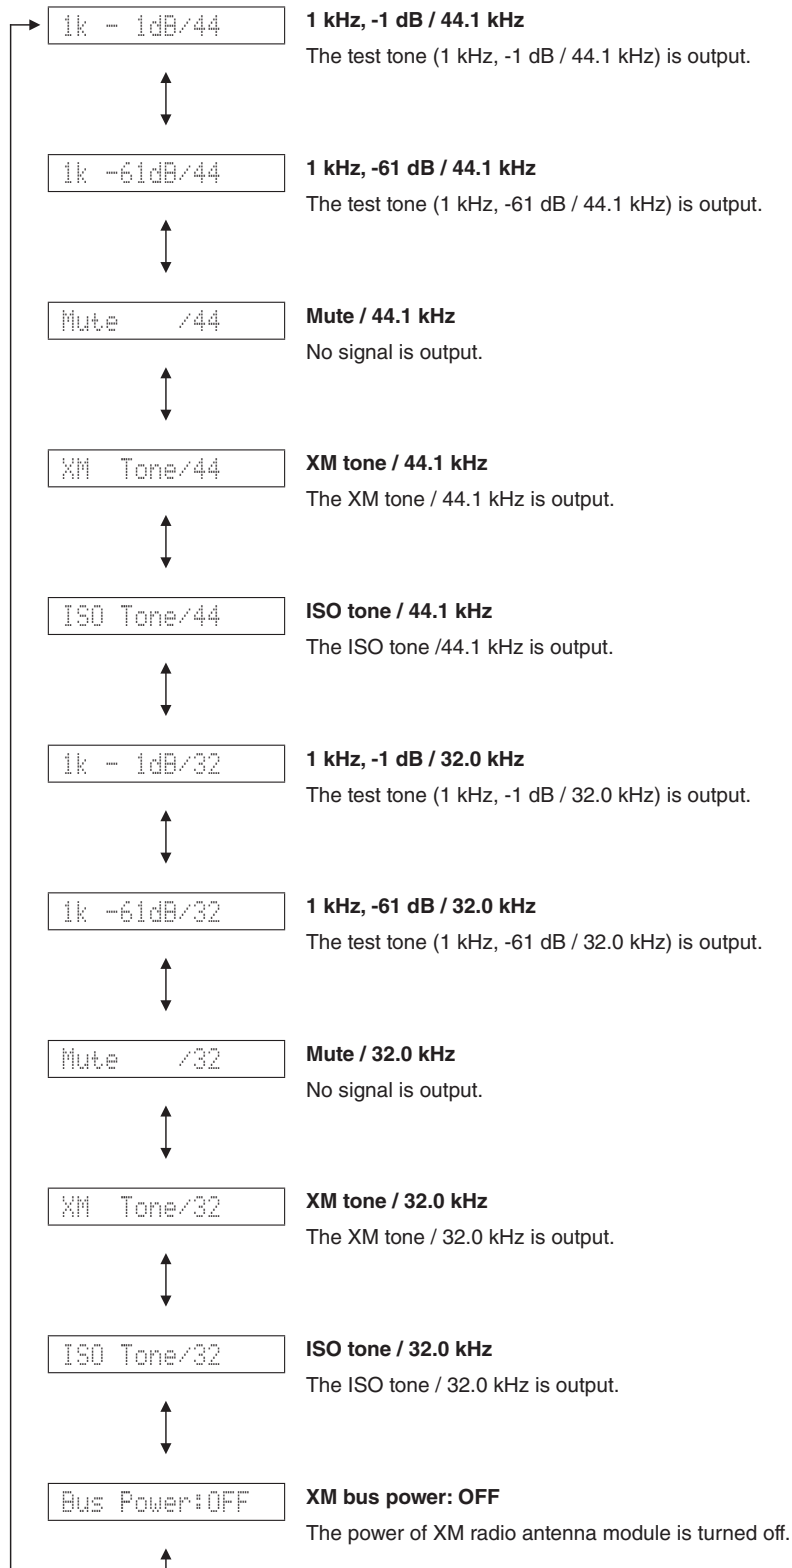 1k - 1dB/44
1 kHz, -1 dB / 44.1 kHz
The test tone (1 kHz, -1 dB / 44.1 kHz) is output.
1k -61dB/44
1 kHz, -61 dB / 44.1 kHz
The test tone (1 kHz, -61 dB / 44.1 kHz) is output.
Mute /44
Mute / 44.1 kHz
No signal is output.
XM Tone/44
XM tone / 44.1 kHz
The XM tone / 44.1 kHz is output.
ISO Tone/44
ISO tone / 44.1 kHz
The ISO tone /44.1 kHz is output.
1k - 1dB/32
1 kHz, -1 dB / 32.0 kHz
The test tone (1 kHz, -1 dB / 32.0 kHz) is output.
1k -61dB/32
1 kHz, -61 dB / 32.0 kHz
The test tone (1 kHz, -61 dB / 32.0 kHz) is output.
Mute /32
Mute / 32.0 kHz
No signal is output.
XM Tone/32
XM tone / 32.0 kHz
The XM tone / 32.0 kHz is output.
ISO Tone/32
ISO tone / 32.0 kHz
The ISO tone / 32.0 kHz is output.
Bus Power:OFF
XM bus power: OFF
The power of XM radio antenna module is turned off.